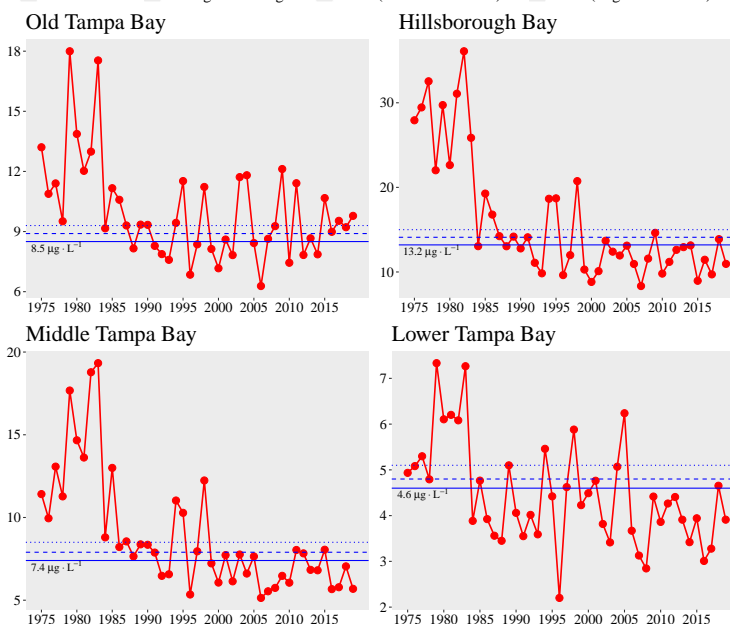 Old Tampa Bay
18
15
12
9
6
8.5 μg · L⁻¹
1975 1980 1985 1990 1995 2000 2005 2010 2015
Hillsborough Bay
30
20
10
13.2 μg · L⁻¹
1975 1980 1985 1990 1995 2000 2005 2010 2015
Middle Tampa Bay
20
15
10
5
7.4 μg · L⁻¹
1975 1980 1985 1990 1995 2000 2005 2010 2015
Lower Tampa Bay
7
6
5
4
3
2
4.6 μg · L⁻¹
1975 1980 1985 1990 1995 2000 2005 2010 2015